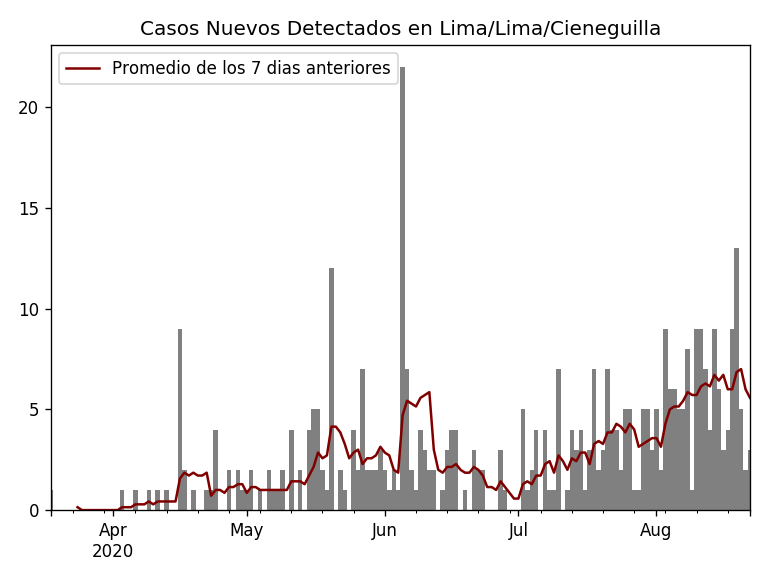 Casos Nuevos Detectados en Lima/Lima/Cieneguilla
Promedio de los 7 dias anteriores
20
15
10
5
0
Apr May Jun Jul Aug
2020